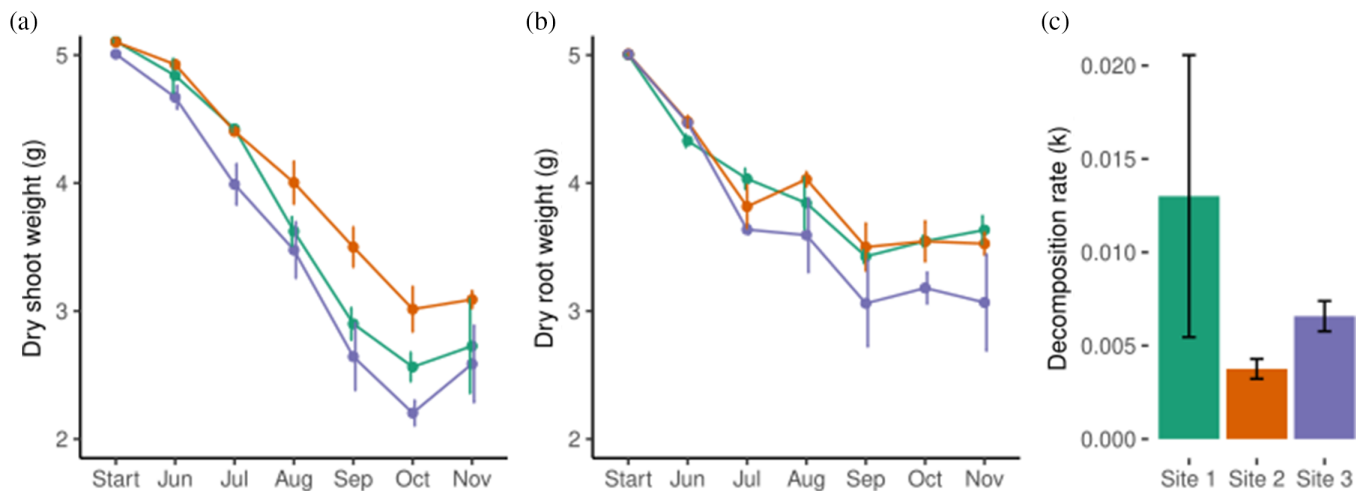 (a)
Dry shoot weight (g)
5
4
3
2
Start Jun Jul Aug Sep Oct Nov
(b)
Dry root weight (g)
5
4
3
2
Start Jun Jul Aug Sep Oct Nov
(c)
Decomposition rate (k)
0.020
0.015
0.010
0.005
0.000
Site 1 Site 2 Site 3